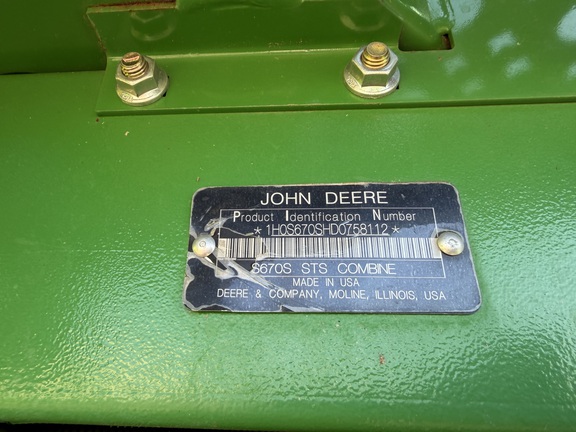 JOHN DEERE
Product Identification Number
*1H0S670SHD0758112*
S670S STS COMBINE
MADE IN USA
DEERE & COMPANY, MOLINE, ILLINOIS, USA